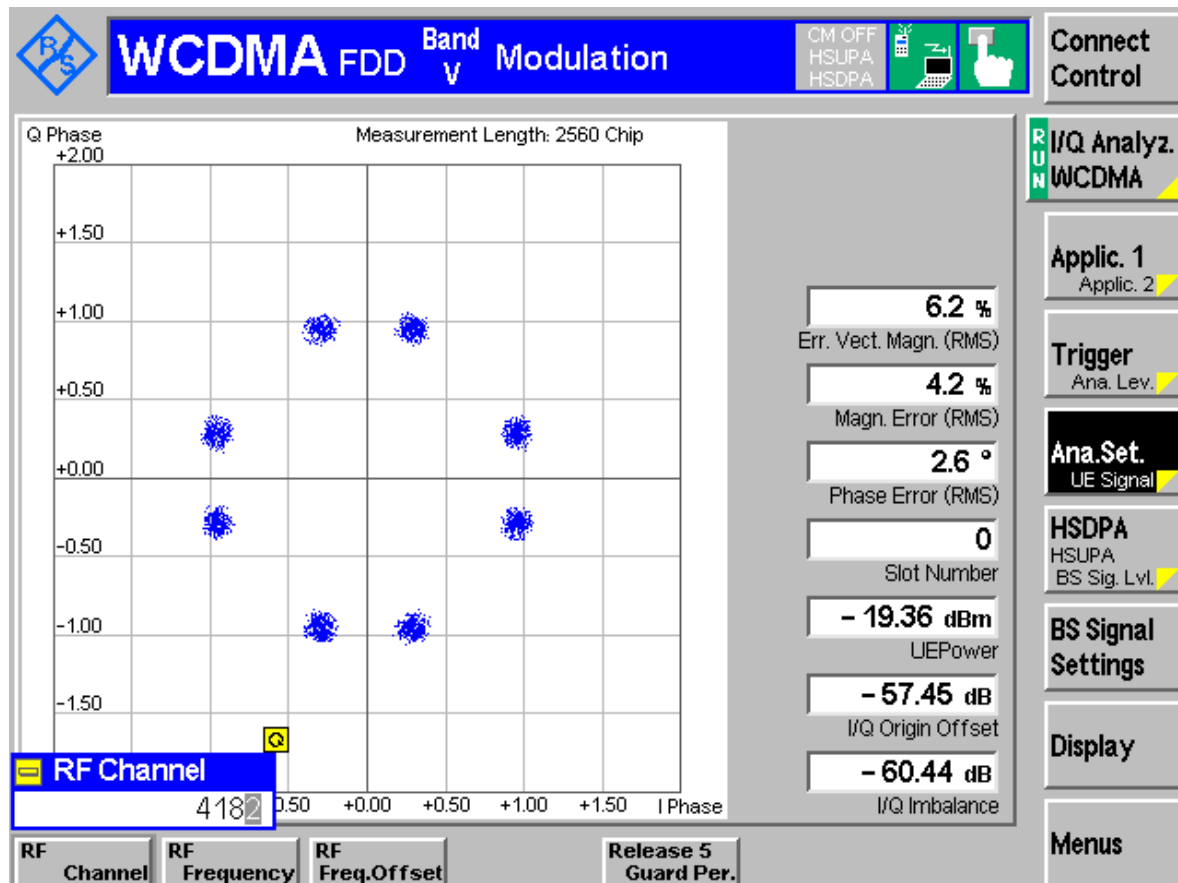 R/S
WCDMA FDD Band V Modulation
CM OFF
HSUPA
HSDPA
Connect
Control
Q Phase
Measurement Length: 2560 Chip
+2.00
+1.50
+1.00
+0.50
+0.00
-0.50
-1.00
-1.50
Q
0.50 +0.00 +0.50 +1.00 +1.50 I Phase
RF Channel
4182
6.2 %
Err. Vect. Magn. (RMS)
4.2 %
Magn. Error (RMS)
2.6 °
Phase Error (RMS)
0
Slot Number
- 19.36 dBm
UEPower
- 57.45 dB
I/Q Origin Offset
- 60.44 dB
I/Q Imbalance
RUN
I/Q Analyz.
WCDMA
Applic. 1
Applic. 2
Trigger
Ana. Lev.
Ana.Set.
UE Signal
HSDPA
HSUPA
BS Sig. Lvl.
BS Signal
Settings
Display
Menus
RF
Channel
RF
Frequency
RF
Freq.Offset
Release 5
Guard Per.